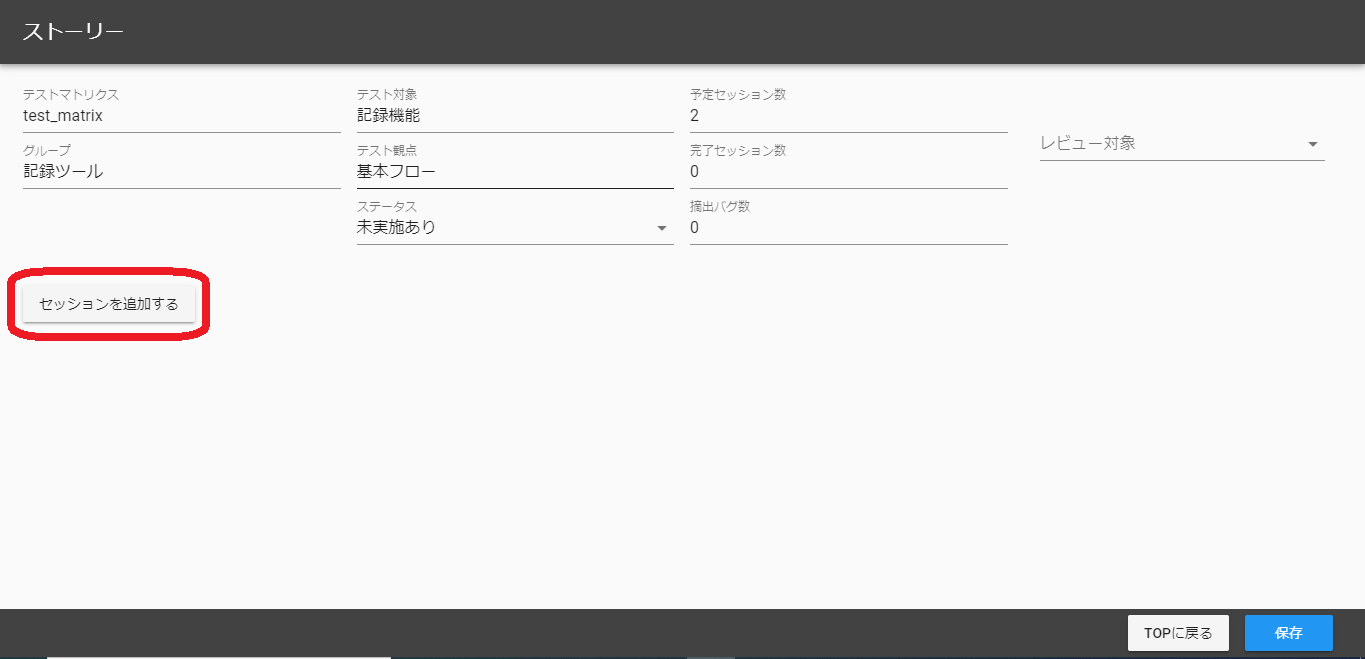 ストーリー
テストマトリクス
test_matrix
グループ
記録ツール
テスト対象
記録機能
テスト観点
基本フロー
ステータス
未実施あり
予定セッション数
2
完了セッション数
0
摘出バグ数
0
レビュー対象
セッションを追加する
TOPに戻る
保存